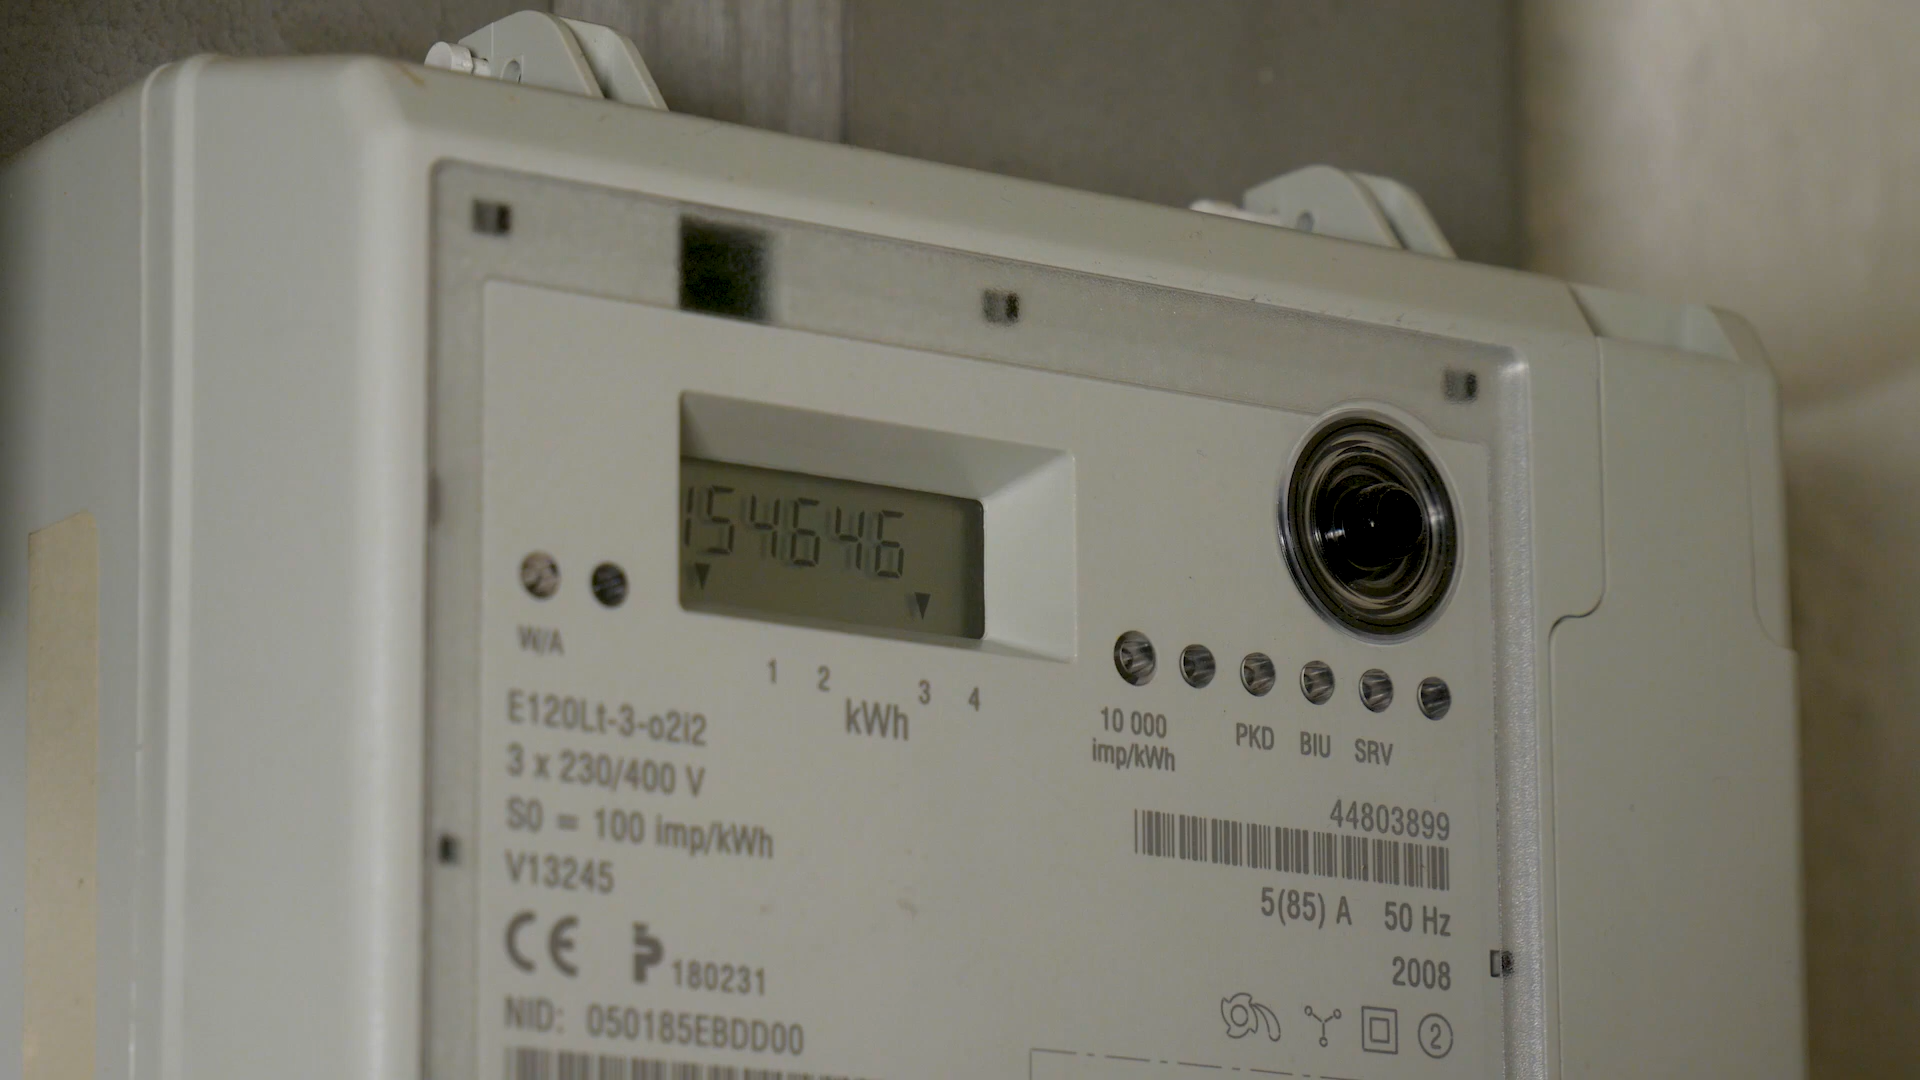 154646
W/A
1 2 3 4
kWh
E120Lt-3-o2i2
3 x 230/400 V
S0 = 100 imp/kWh
V13245
CE 180231
NID: 050185EBDD00
10 000
imp/kWh
PKD BIU SRV
44803899
5(85) A 50 Hz
2008
2